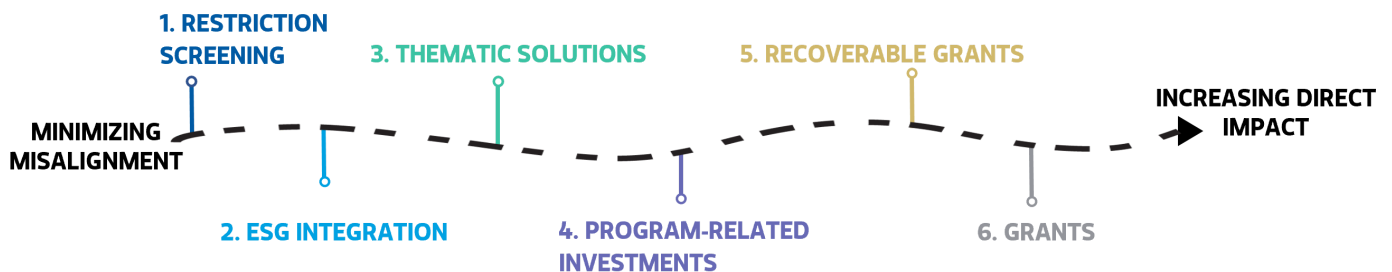 MINIMIZING
MISALIGNMENT
1. RESTRICTION
SCREENING
2. ESG INTEGRATION
3. THEMATIC SOLUTIONS
4. PROGRAM-RELATED
INVESTMENTS
5. RECOVERABLE GRANTS
6. GRANTS
INCREASING DIRECT
IMPACT